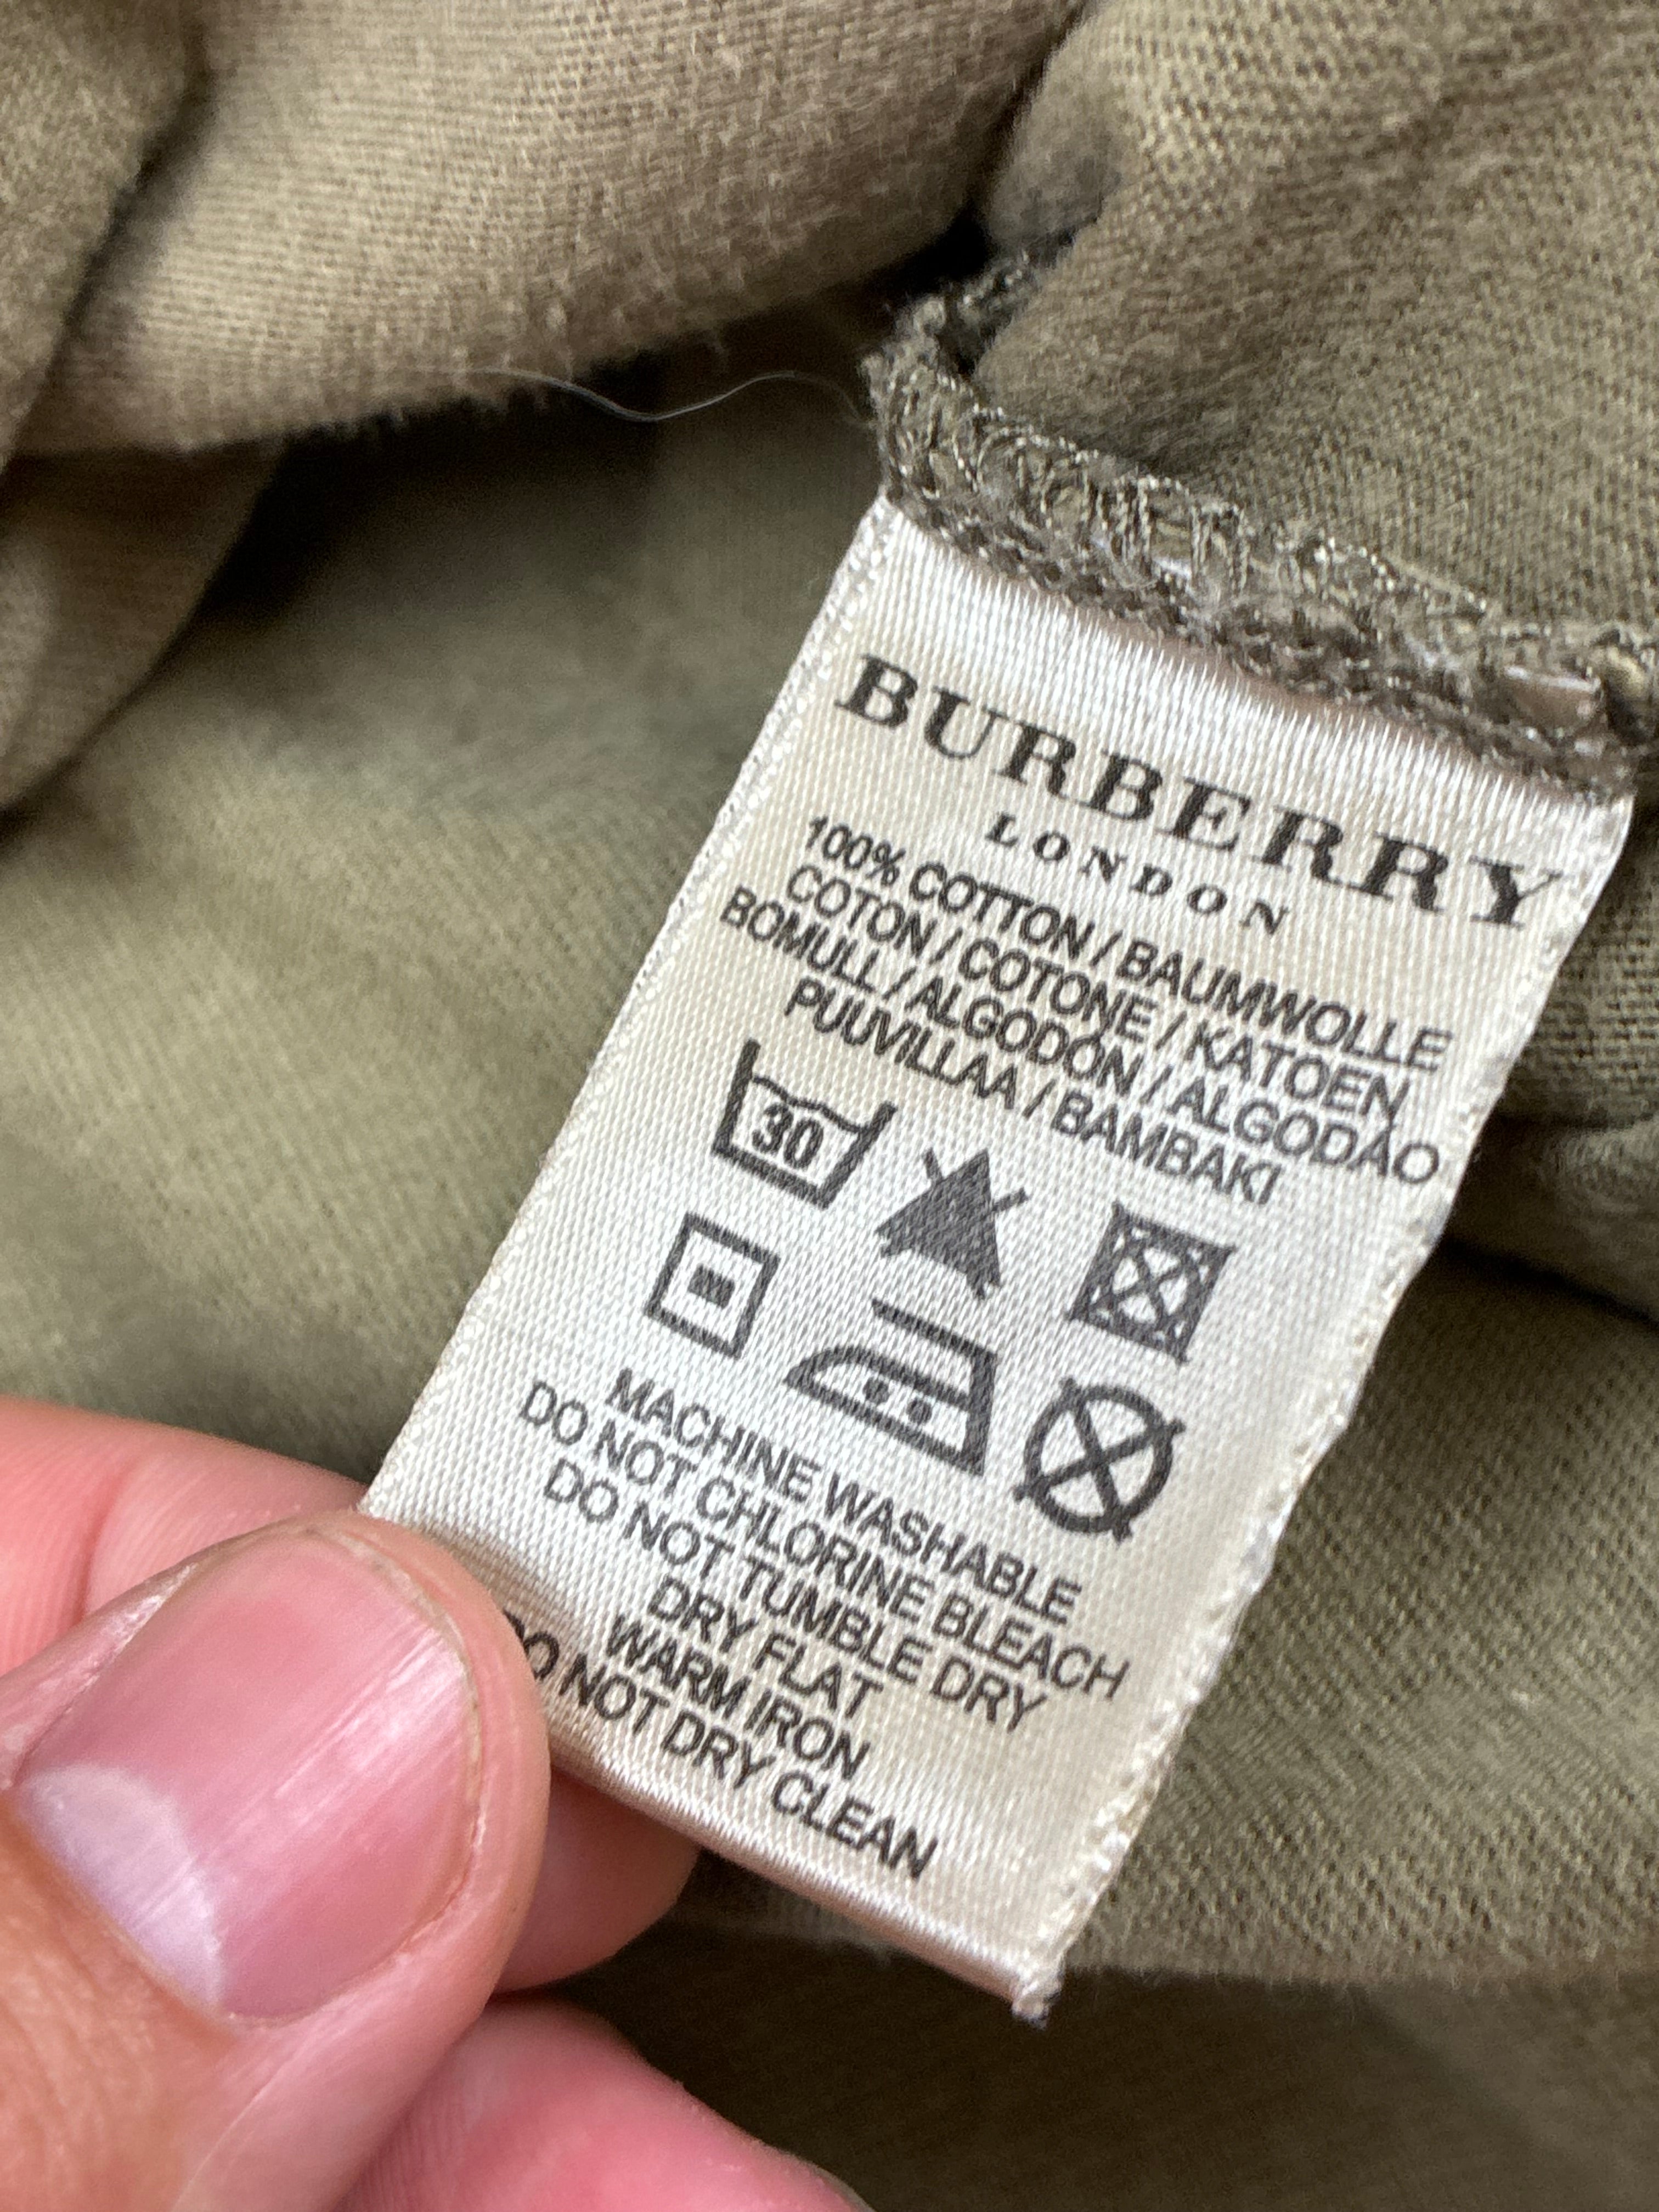 BURBERRY
LONDON
100% COTTON / BAUMWOLLE
COTON / COTONE / KATOEN
BOMULL / ALGODÓN / ALGODÃO
PUUVILLAA / BAMBAKI
30
MACHINE WASHABLE
DO NOT CHLORINE BLEACH
DO NOT TUMBLE DRY
DRY FLAT
WARM IRON
DO NOT DRY CLEAN